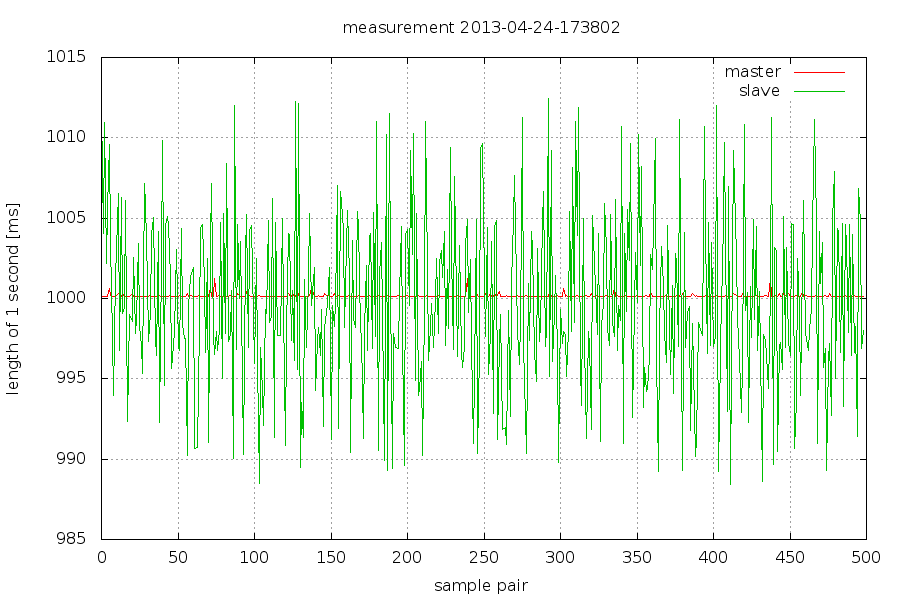 measurement 2013-04-24-173802
1015
master
slave
1010
1005
1000
995
990
985
length of 1 second [ms]
0 50 100 150 200 250 300 350 400 450 500
sample pair